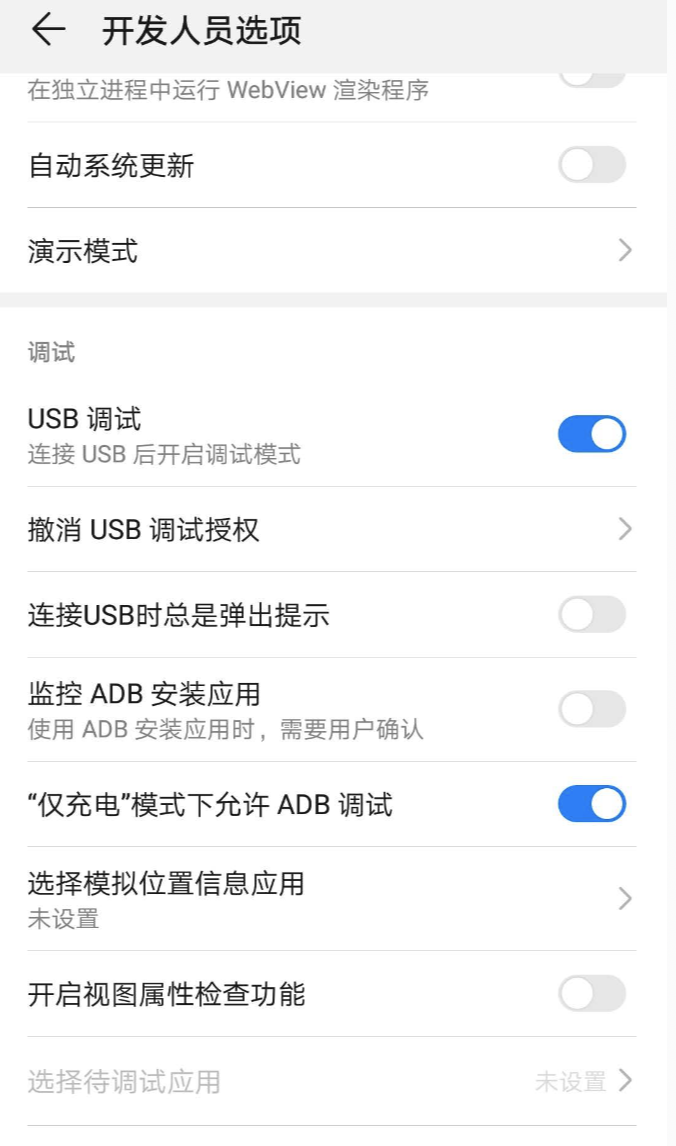 开发人员选项
在独立进程中运行 WebView 渲染程序
自动系统更新
演示模式
调试
USB 调试
连接 USB 后开启调试模式
撤消 USB 调试授权
连接USB时总是弹出提示
监控 ADB 安装应用
使用 ADB 安装应用时，需要用户确认
“仅充电”模式下允许 ADB 调试
选择模拟位置信息应用
未设置
开启视图属性检查功能
选择待调试应用 未设置